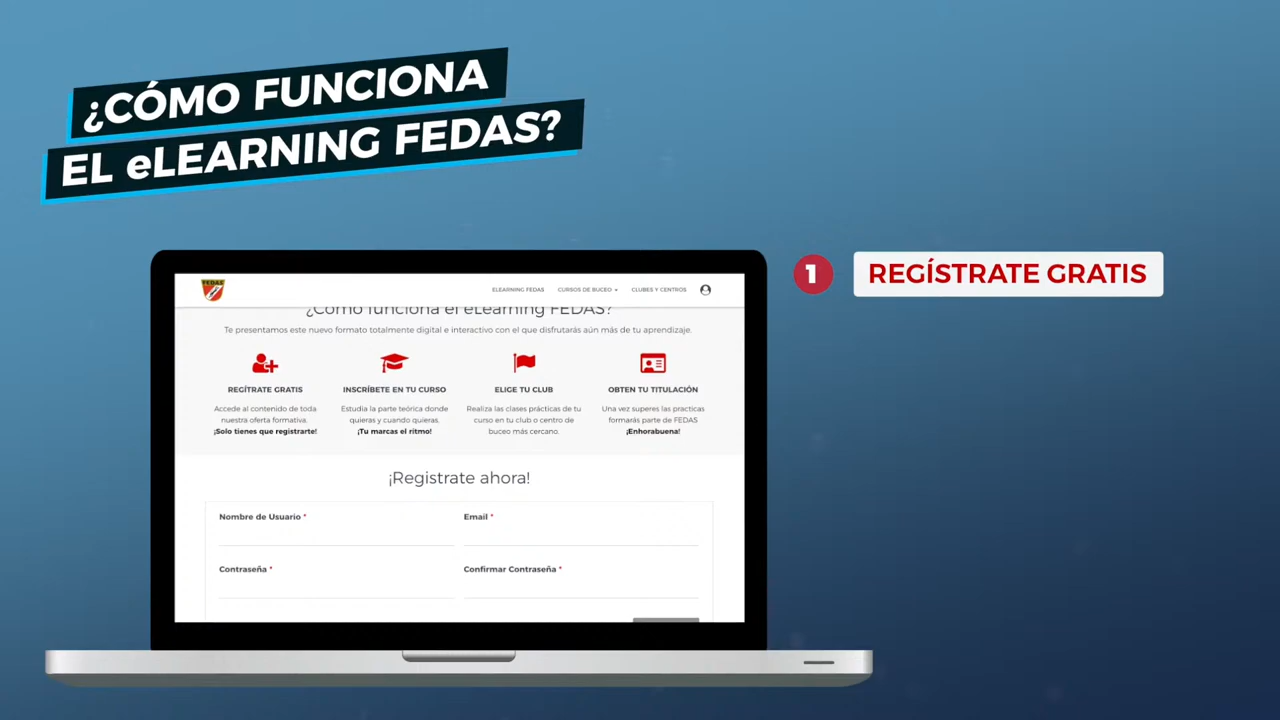 ¿CÓMO FUNCIONA
EL eLEARNING FEDAS?
1 REGÍSTRATE GRATIS
FEDAS
ELEARNING FEDAS CURSOS DE BUCEO CLUBES Y CENTROS
¿Cómo funciona el eLearning FEDAS?
Te presentamos este nuevo formato totalmente digital e interactivo con el que disfrutarás aún más de tu aprendizaje.
REGÍTRATE GRATIS
Accede al contenido de toda
nuestra oferta formativa.
¡Solo tienes que registrarte!
INSCRÍBETE EN TU CURSO
Estudia la parte teórica donde
quieras y cuando quieras.
¡Tu marcas el ritmo!
ELIGE TU CLUB
Realiza las clases prácticas de tu
curso en tu club o centro de
buceo más cercano.
OBTEN TU TITULACIÓN
Una vez superes las practicas
formarás parte de FEDAS
¡Enhorabuena!
¡Registrate ahora!
Nombre de Usuario *
Email *
Contraseña *
Confirmar Contraseña *